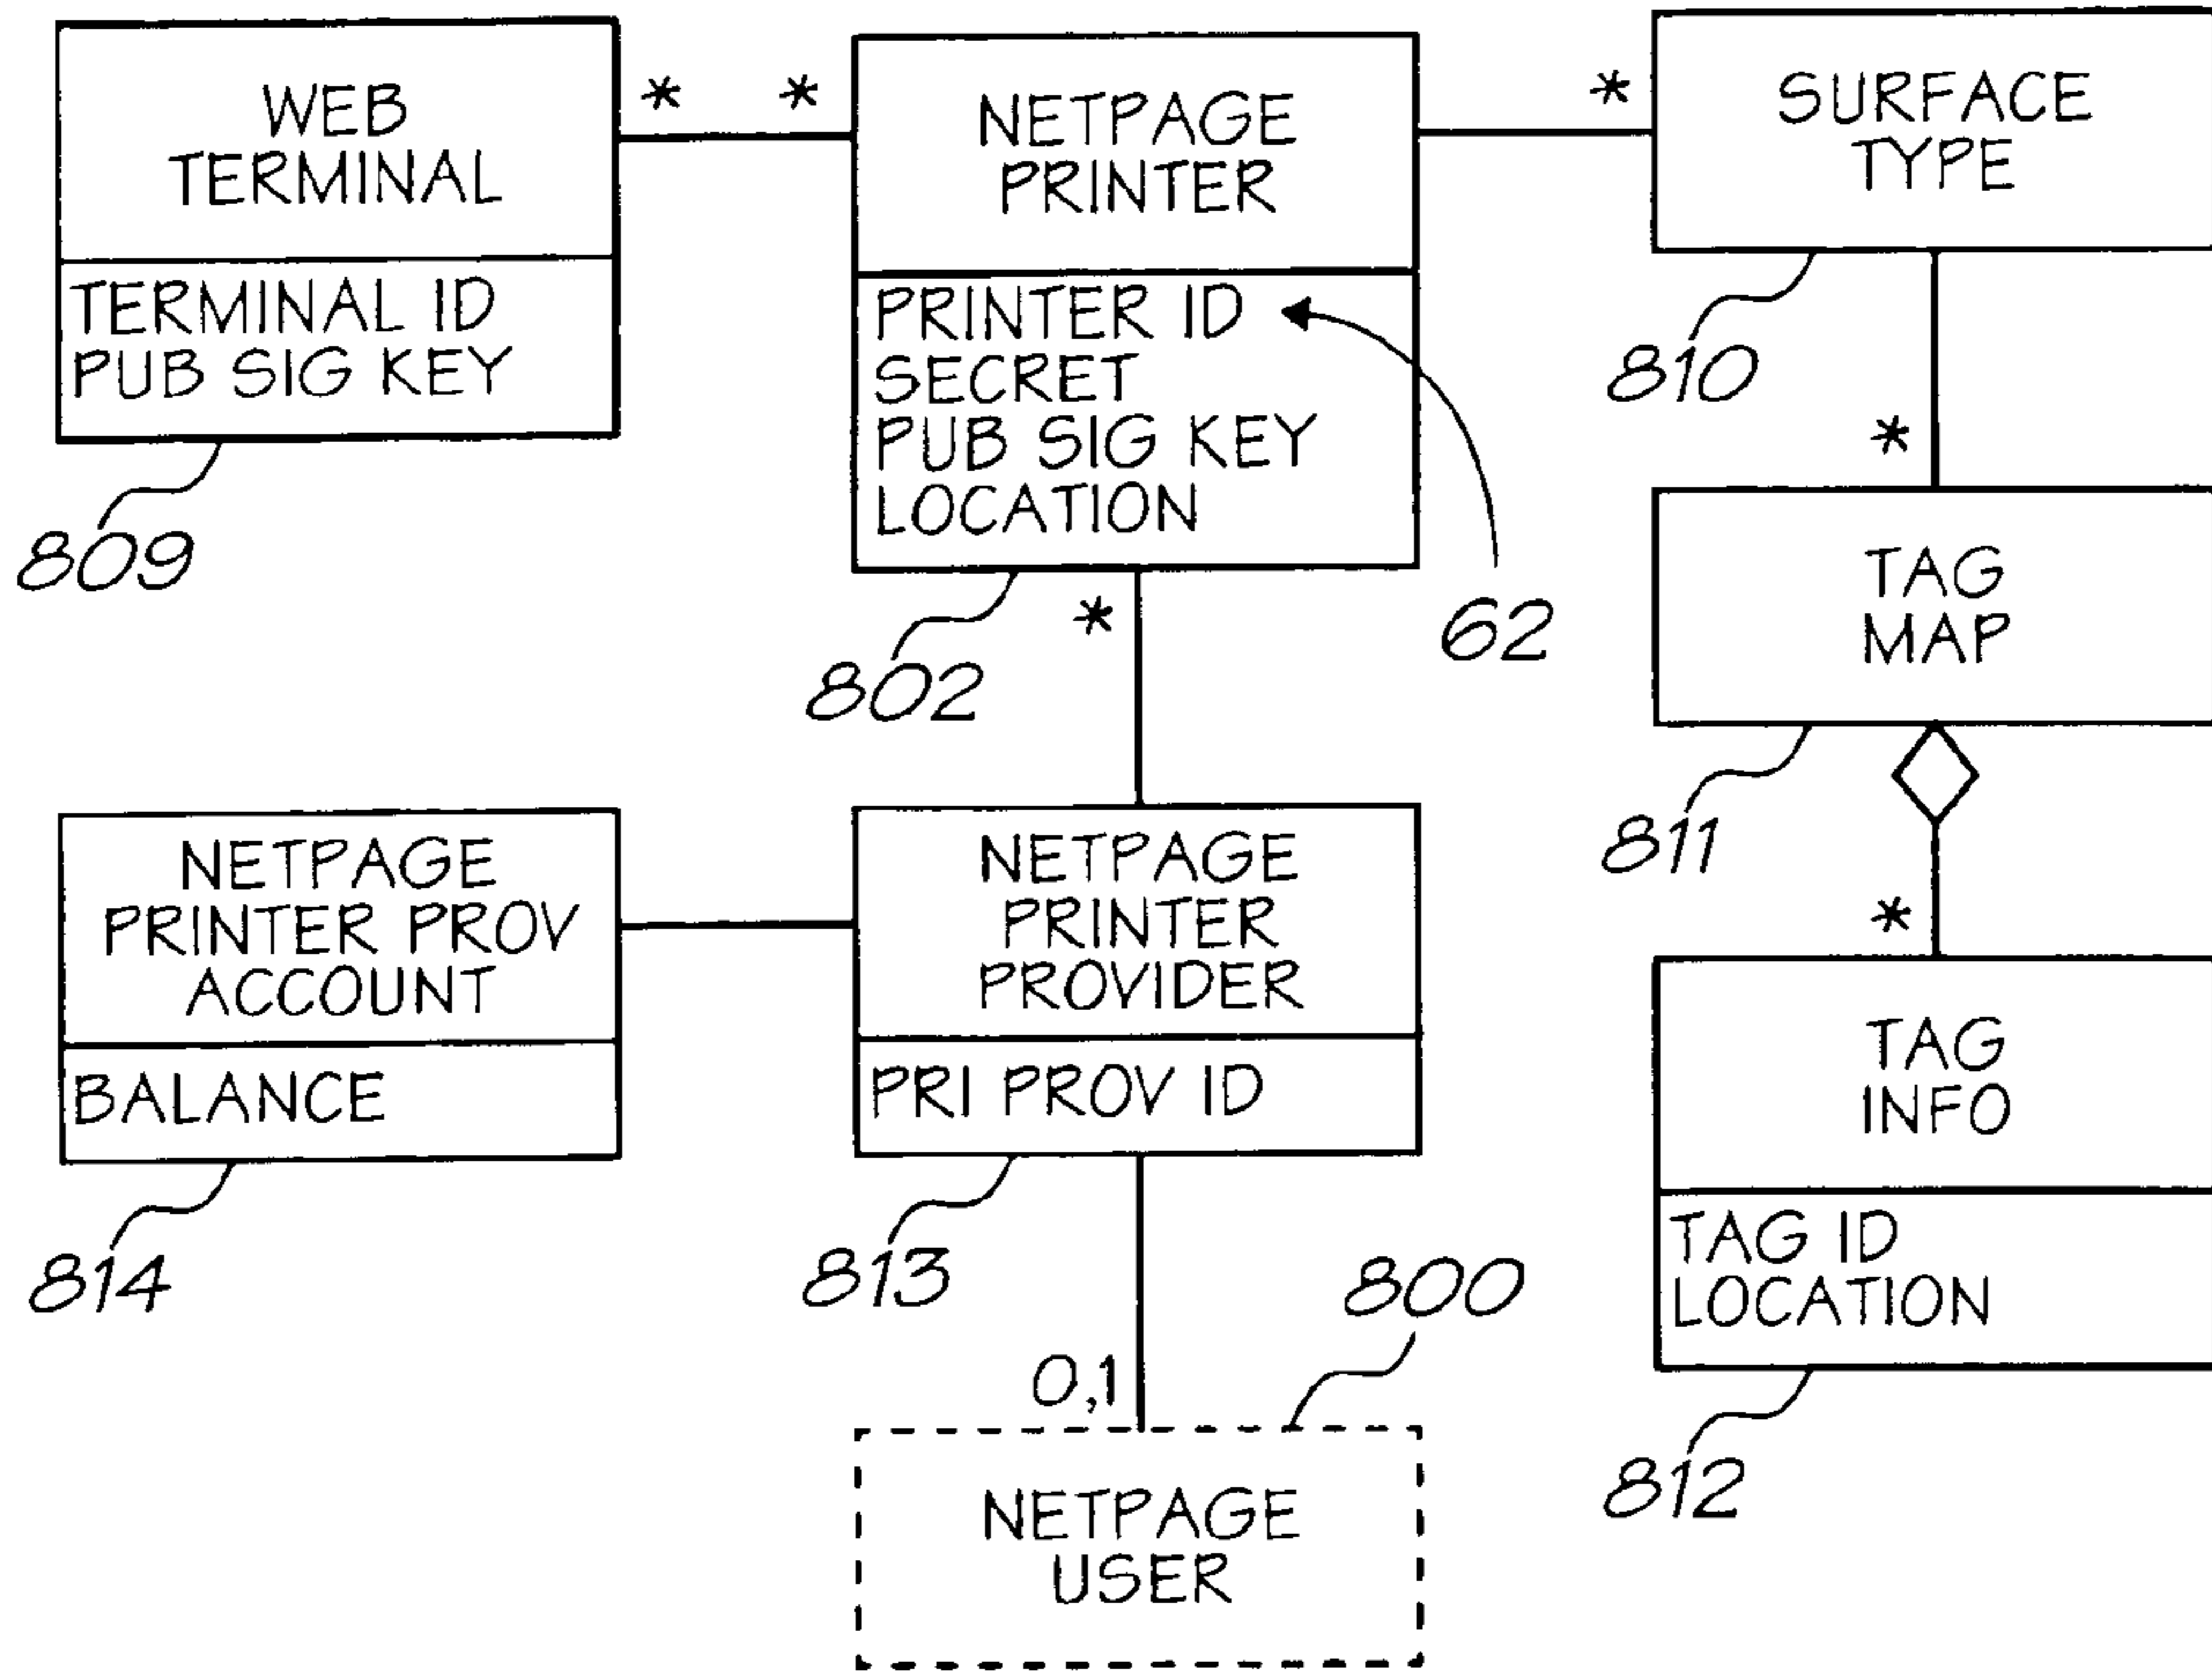 WEB
TERMINAL
TERMINAL ID
PUB SIG KEY
809
*
*
NETPAGE
PRINTER
PRINTER ID
SECRET
PUB SIG KEY
LOCATION
62
802
*
*
SURFACE
TYPE
810
*
TAG
MAP
811
*
NETPAGE
PRINTER PROV
ACCOUNT
BALANCE
814
NETPAGE
PRINTER
PROVIDER
PRI PROV ID
813
TAG
INFO
TAG ID
LOCATION
812
800
0,1
NETPAGE
USER